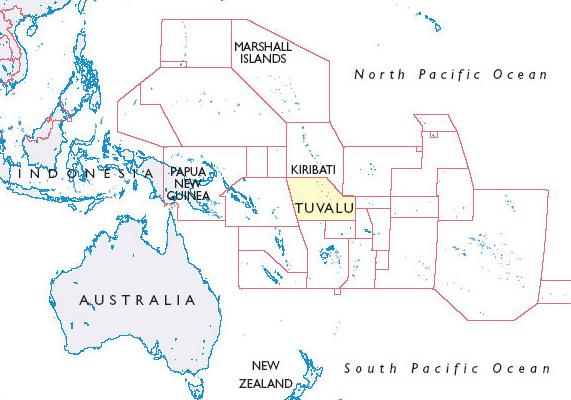 MARSHALL
ISLANDS
North Pacific Ocean
KIRIBATI
INDONESIA
PAPUA
NEW
GUINEA
TUVALU
AUSTRALIA
NEW
ZEALAND
South Pacific Ocean